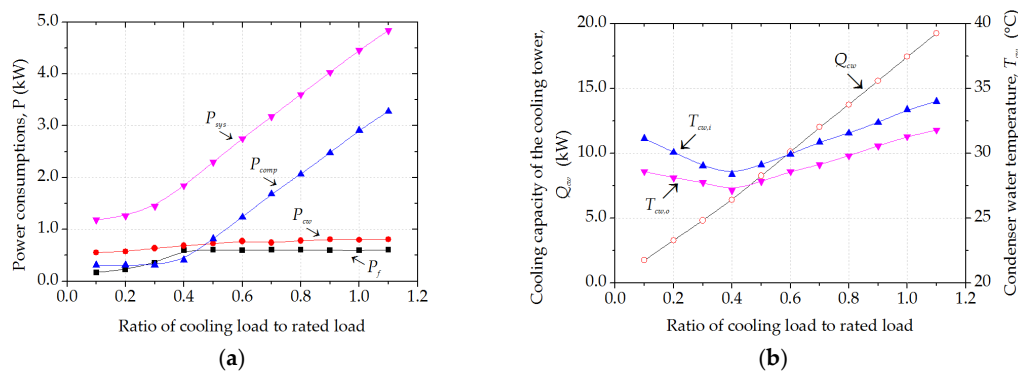 5.0
4.0
3.0
2.0
1.0
0.0
Power consumptions, P (kW)
P_sys
P_comp
P_cw
P_f
0.0 0.2 0.4 0.6 0.8 1.0 1.2
Ratio of cooling load to rated load
(a)
20.0
15.0
10.0
5.0
0.0
Cooling capacity of the cooling tower,
Q_cw (kW)
Q_cw
T_cw,i
T_cw,o
40
35
30
25
20
Condenser water temperature, T_cw (°C)
0.0 0.2 0.4 0.6 0.8 1.0 1.2
Ratio of cooling load to rated load
(b)